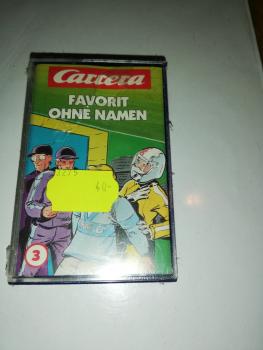 Carrera
FAVORIT
OHNE NAMEN
3